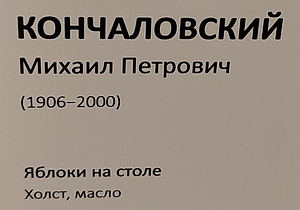 КОНЧАЛОВСКИЙ
Михаил Петрович
(1906–2000)
Яблоки на столе
Холст, масло